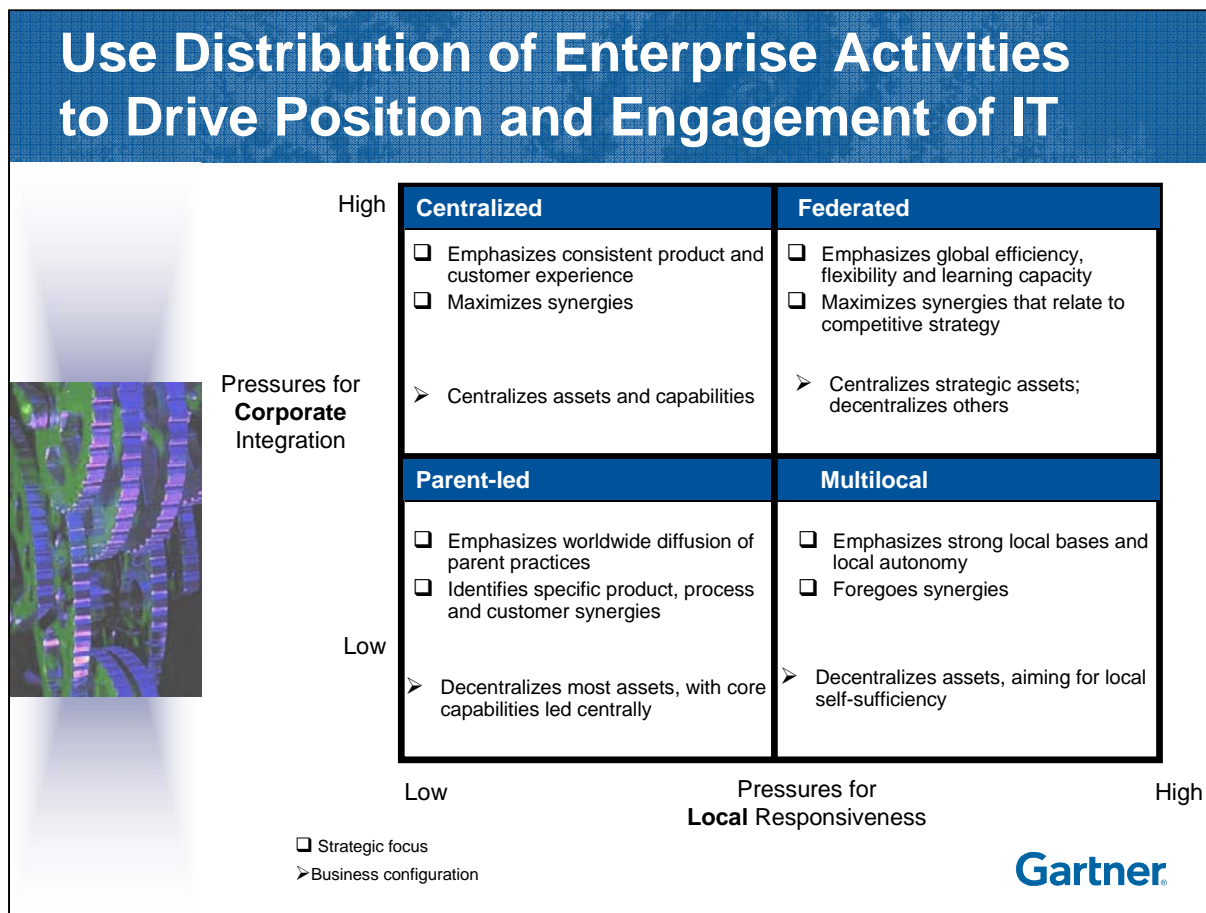 Use Distribution of Enterprise Activities
to Drive Position and Engagement of IT
High
Centralized
❑ Emphasizes consistent product and
customer experience
❑ Maximizes synergies
➢ Centralizes assets and capabilities
Federated
❑ Emphasizes global efficiency,
flexibility and learning capacity
❑ Maximizes synergies that relate to
competitive strategy
➢ Centralizes strategic assets;
decentralizes others
Pressures for
Corporate
Integration
Parent-led
❑ Emphasizes worldwide diffusion of
parent practices
❑ Identifies specific product, process
and customer synergies
➢ Decentralizes most assets, with core
capabilities led centrally
Multilocal
❑ Emphasizes strong local bases and
local autonomy
❑ Foregoes synergies
➢ Decentralizes assets, aiming for local
self-sufficiency
Low
Low
Pressures for
Local Responsiveness
High
❑ Strategic focus
➢Business configuration
Gartner®